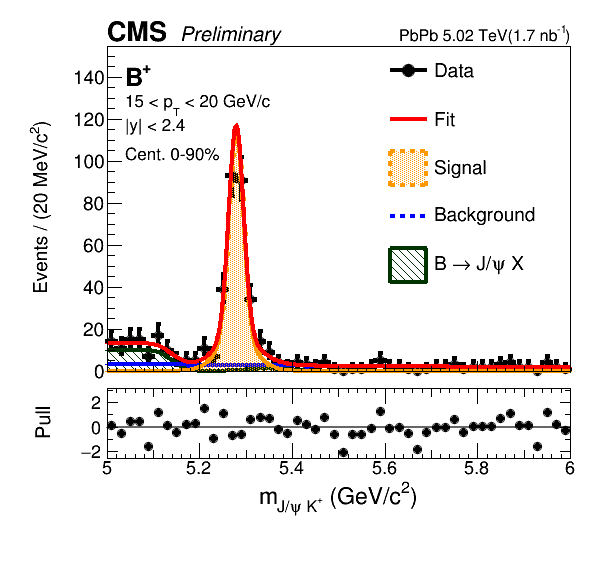 CMS Preliminary PbPb 5.02 TeV(1.7 nb⁻¹)
B⁺
15 < p_T < 20 GeV/c
|y| < 2.4
Cent. 0-90%
Data
Fit
Signal
Background
B → J/ψ X
Events / (20 MeV/c²)
140
120
100
80
60
40
20
0
Pull
2
0
−2
5 5.2 5.4 5.6 5.8 6
m_{J/ψ K⁺} (GeV/c²)